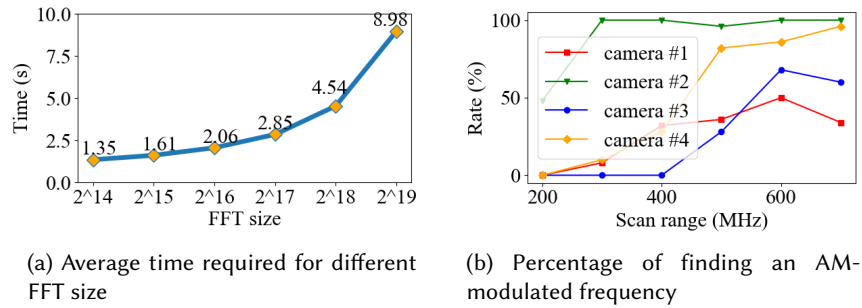 10.0
7.5
5.0
2.5
0.0
Time (s)
1.35
1.61
2.06
2.85
4.54
8.98
2^14
2^15
2^16
2^17
2^18
2^19
FFT size
(a) Average time required for different
FFT size
100
50
0
Rate (%)
camera #1
camera #2
camera #3
camera #4
200
400
600
Scan range (MHz)
(b) Percentage of finding an AM-
modulated frequency